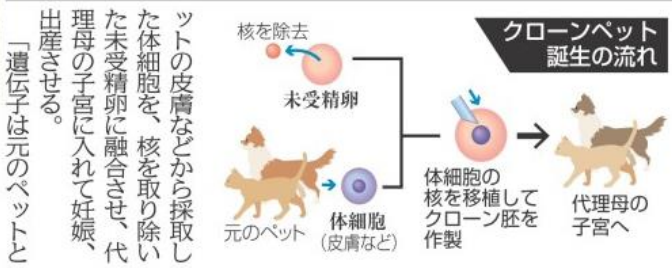 クローンペット
誕生の流れ
核を除去
未受精卵
元のペット
体細胞
(皮膚など)
体細胞の
核を移植して
クローン胚を
作製
代理母の
子宮へ
ットの皮膚などから採取し
た体細胞を、核を取り除い
た未受精卵に融合させ、代
理母の子宮に入れて妊娠、
出産させる。
「遺伝子は元のペットと